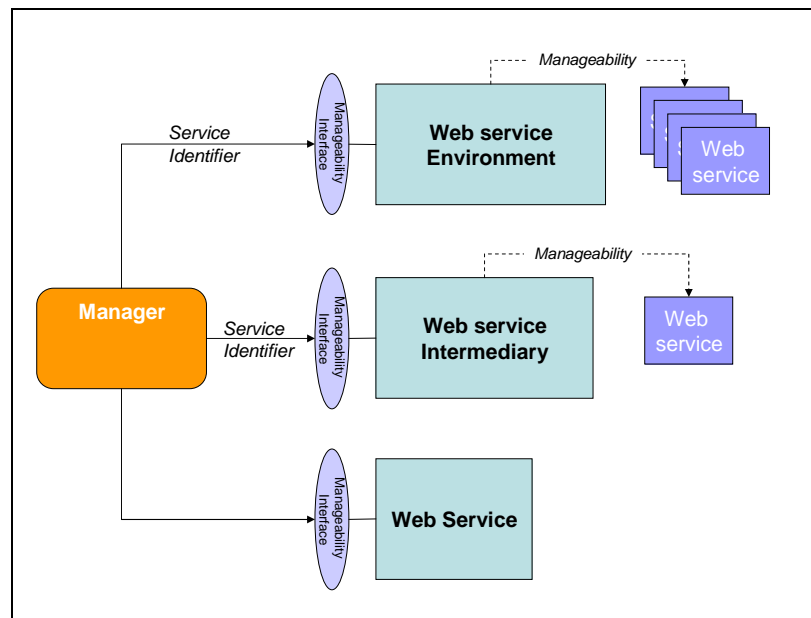 Manageability
Manageability
Interface
Web service
Environment
Web
service
Service
Identifier
Manageability
Manager
Manageability
Interface
Service
Identifier
Web service
Intermediary
Web
service
Manageability
Interface
Web Service